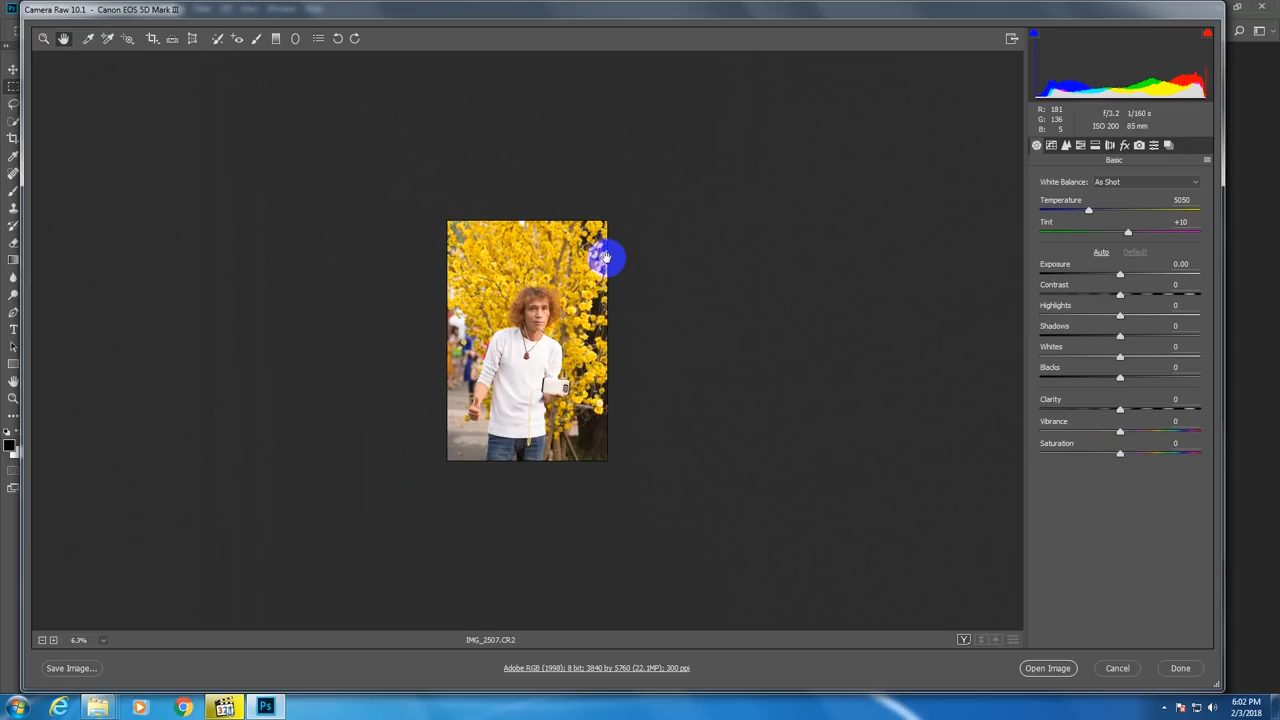 Camera Raw 10.1 - Canon EOS 5D Mark III
R: 181
G: 136
B: 5
f/3.2 1/160 s
ISO 200 85 mm
Basic
White Balance: As Shot
Temperature 5050
Tint +10
Auto Default
Exposure 0.00
Contrast 0
Highlights 0
Shadows 0
Whites 0
Blacks 0
Clarity 0
Vibrance 0
Saturation 0
6.3%
IMG_2507.CR2
Save Image...
Adobe RGB (1998); 8 bit; 3840 by 5760 (22.1MP); 300 ppi
Open Image
Cancel
Done
Ps
6:02 PM
2/3/2018